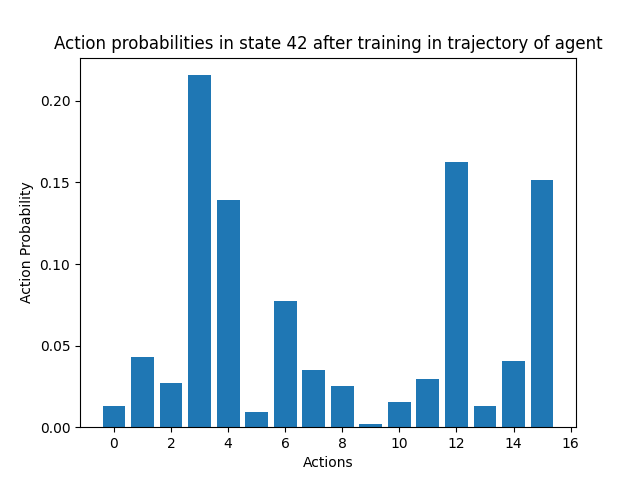 Action probabilities in state 42 after training in trajectory of agent
0.20
0.15
0.10
0.05
0.00
Action Probability
0 2 4 6 8 10 12 14 16
Actions